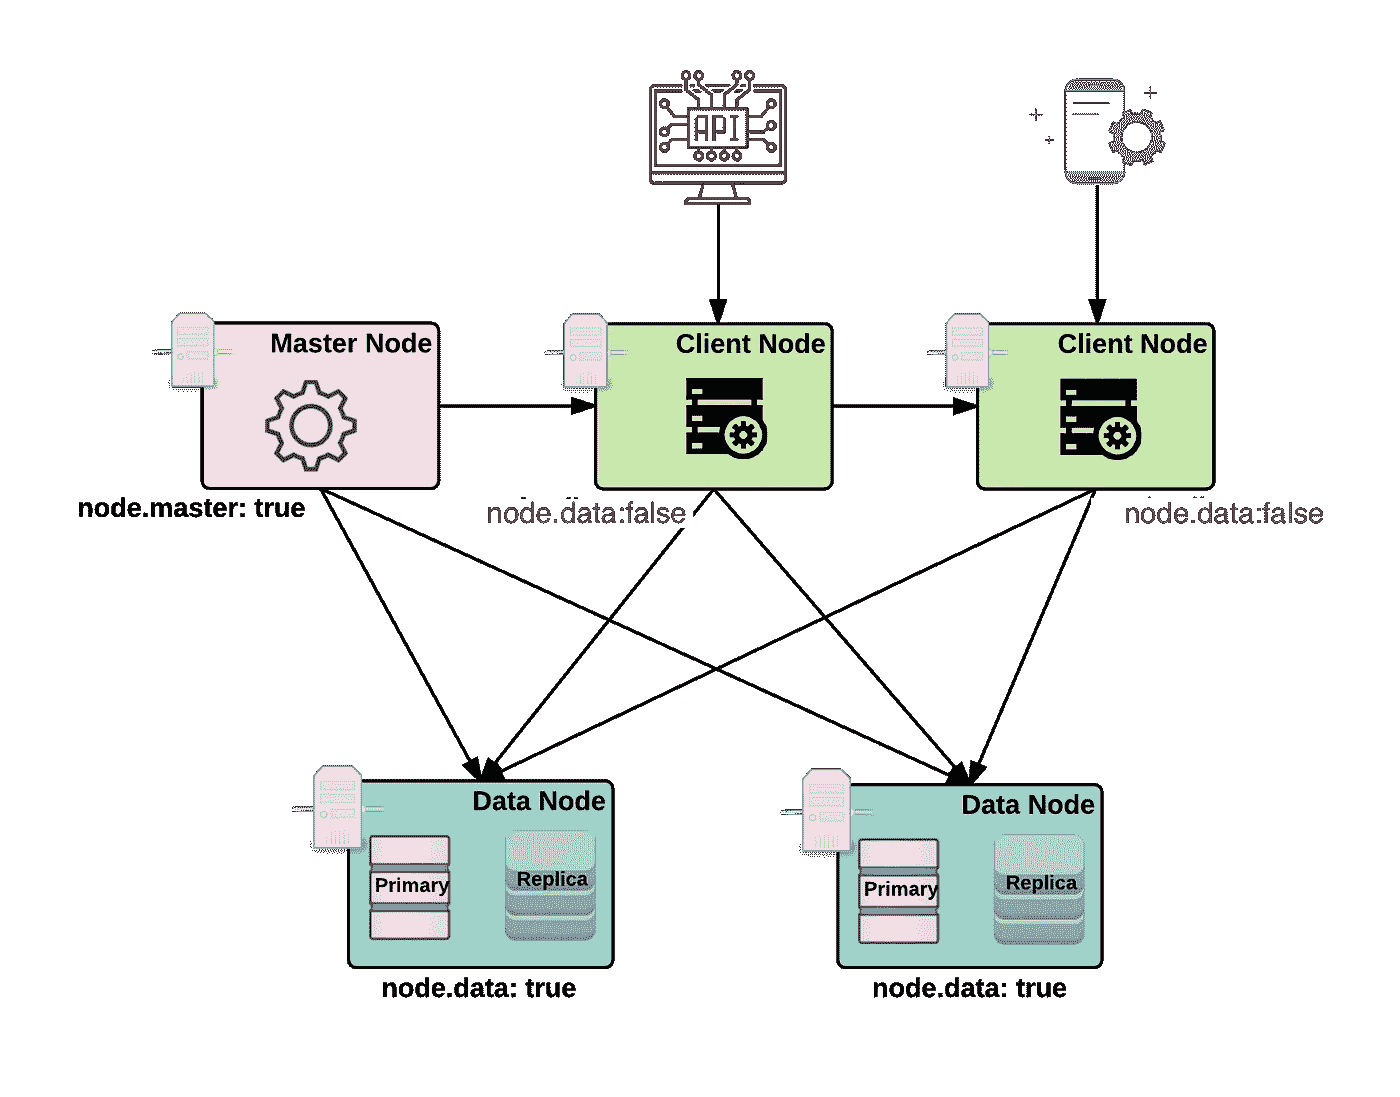 API
Master Node
Client Node
Client Node
node.master: true
node.data:false
node.data:false
Data Node
Primary
Replica
node.data: true
Data Node
Primary
Replica
node.data: true